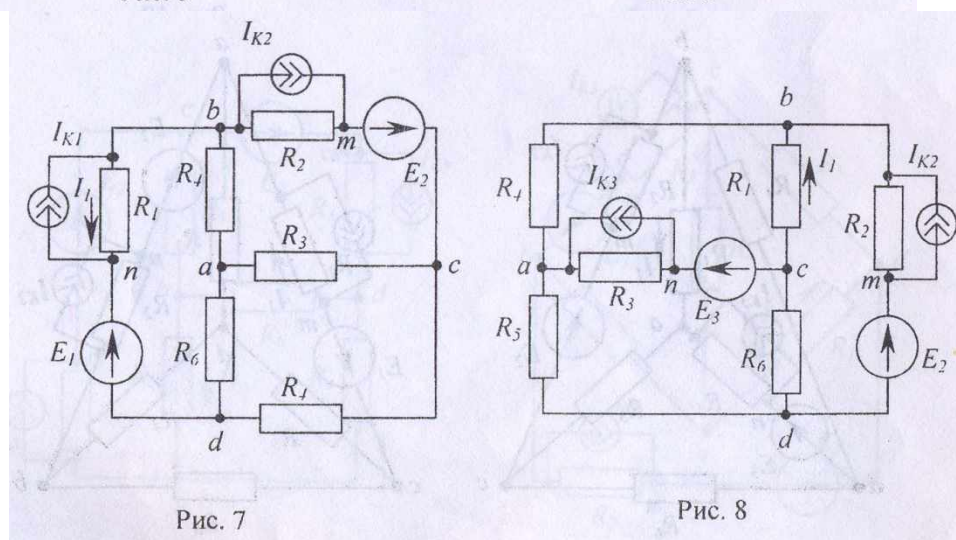 I_K2
b
m
E_2
R_2
I_K1
I_1
R_1
R_4
R_3
n
a
c
E_1
R_6
R_4
d
Рис. 7
b
R_4
I_K3
R_1
I_1
I_K2
R_2
a
n
c
m
R_3
E_3
R_5
R_6
E_2
d
Рис. 8